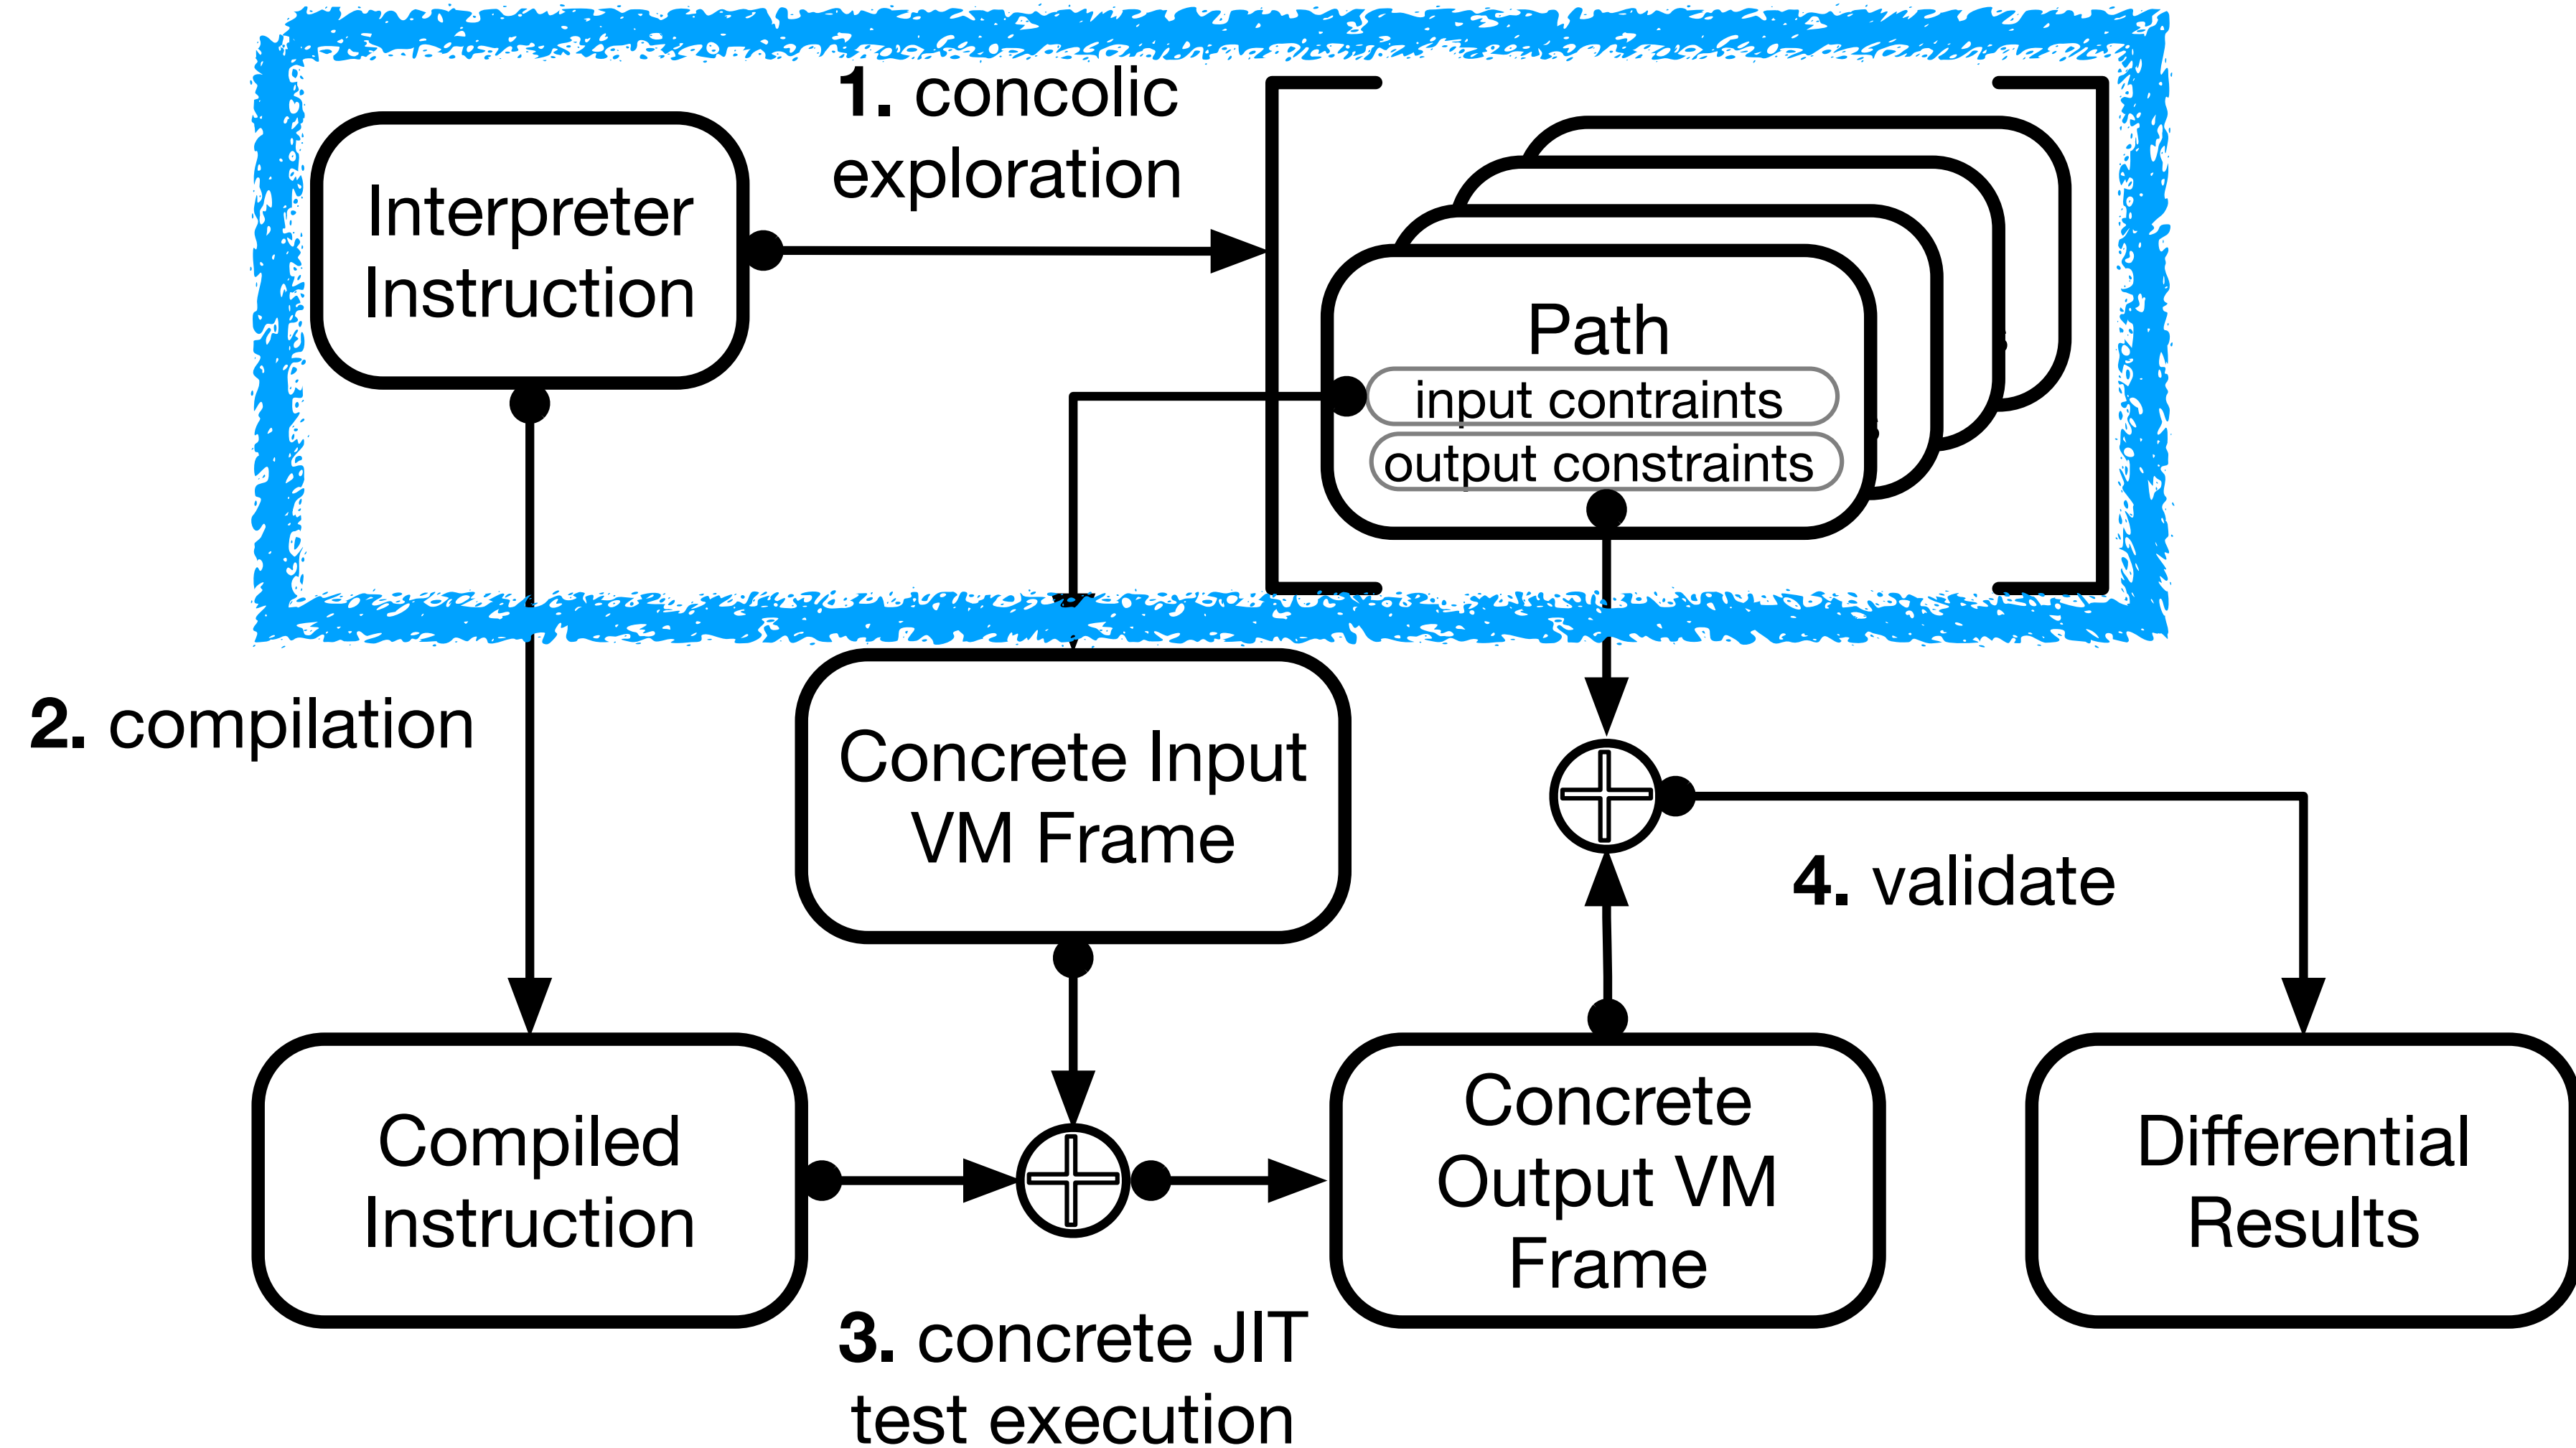 1. concolic
exploration
Interpreter
Instruction
Path
input contraints
output constraints
2. compilation
Concrete Input
VM Frame
4. validate
Compiled
Instruction
Concrete
Output VM
Frame
Differential
Results
3. concrete JIT
test execution